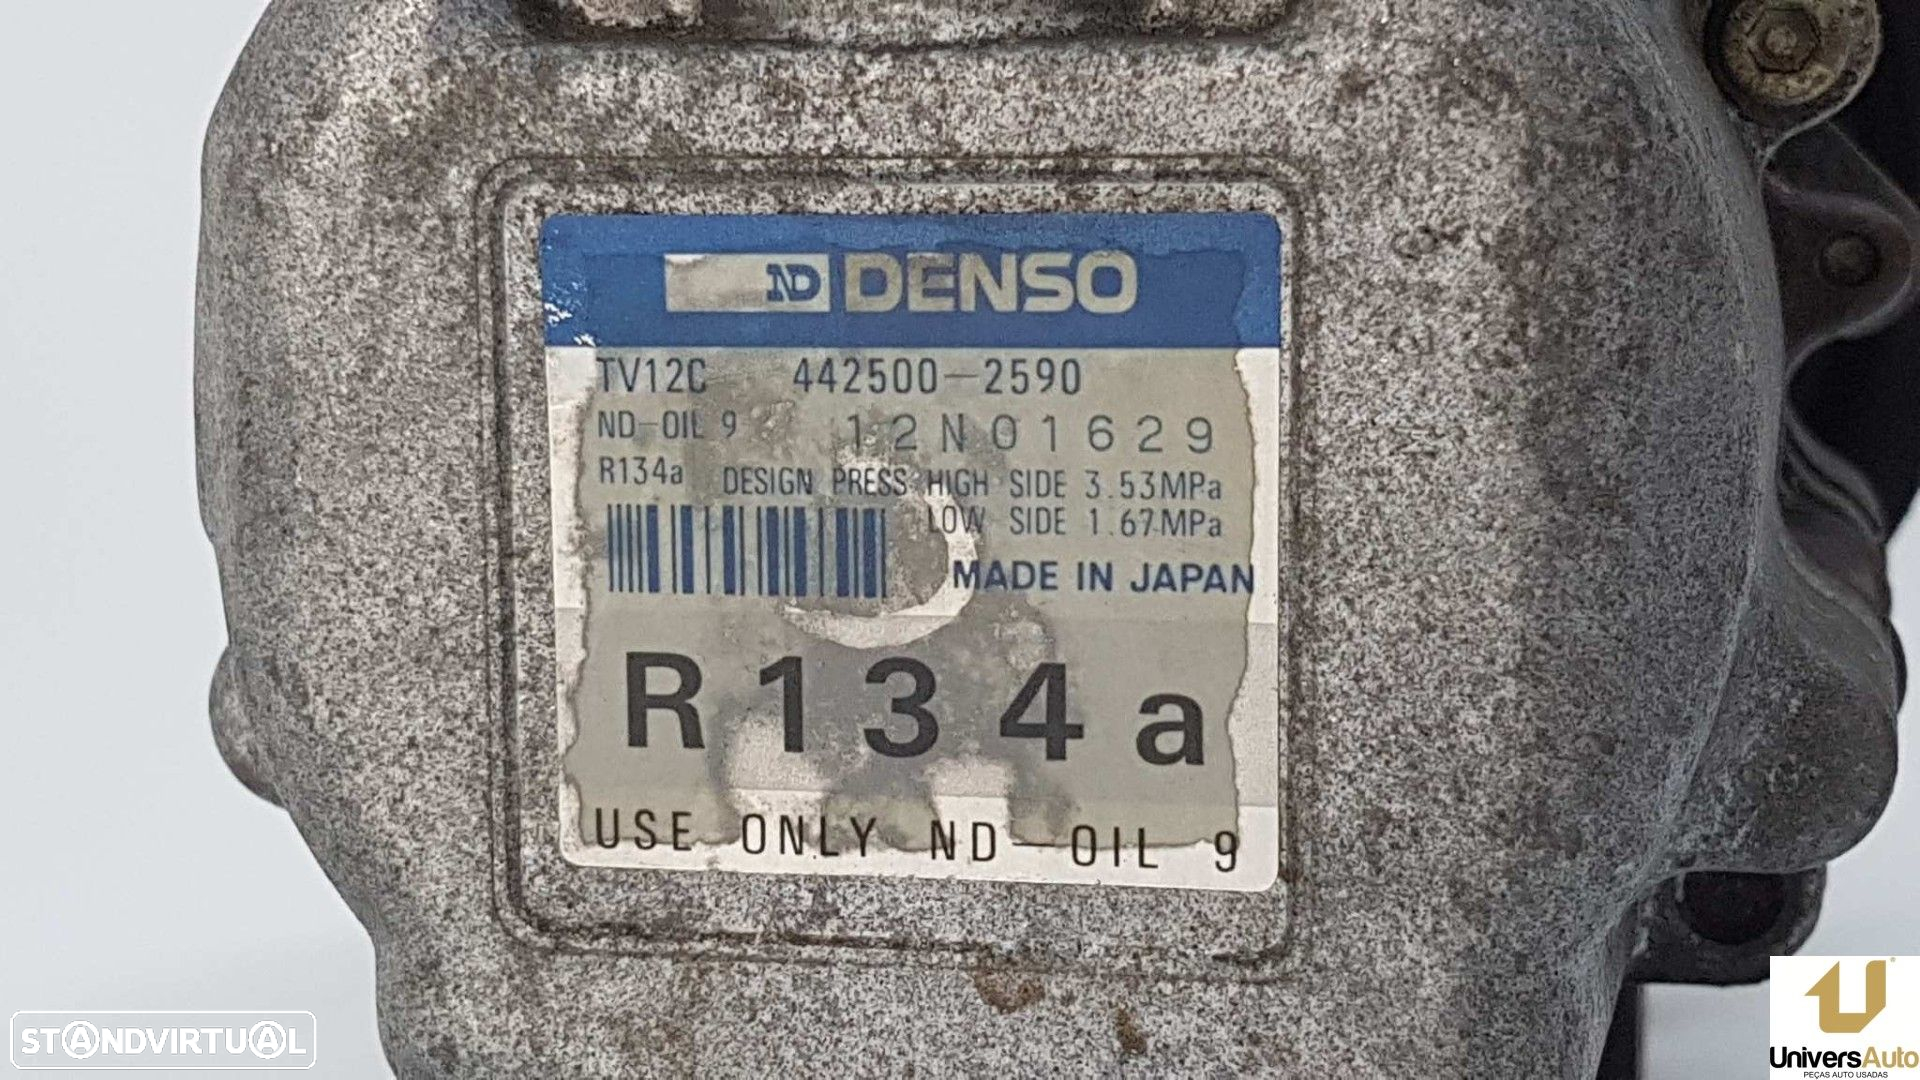 ND DENSO
TV12C 442500-2590
ND-OIL 9 12N01629
R134a DESIGN PRESS HIGH SIDE 3.53MPa
LOW SIDE 1.67MPa
MADE IN JAPAN
R134a
USE ONLY ND-OIL 9
STANDVIRTUAL
UniversAuto
PEÇAS AUTO USADAS